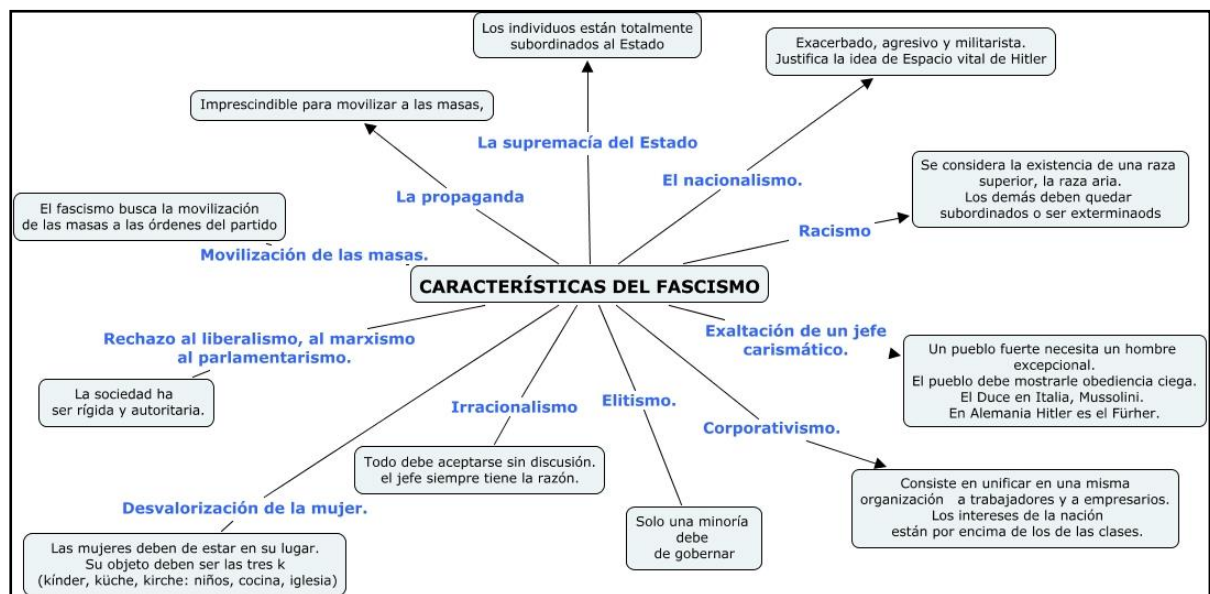 Los individuos están totalmente
subordinados al Estado
Exacerbado, agresivo y militarista.
Justifica la idea de Espacio vital de Hitler
Imprescindible para movilizar a las masas,
La supremacía del Estado
El nacionalismo.
Se considera la existencia de una raza
superior, la raza aria.
Los demás deben quedar
subordinados o ser exterminaods
La propaganda
El fascismo busca la movilización
de las masas a las órdenes del partido
Racismo
Movilización de las masas.
CARACTERÍSTICAS DEL FASCISMO
Rechazo al liberalismo, al marxismo
al parlamentarismo.
Exaltación de un jefe
carismático.
Un pueblo fuerte necesita un hombre
excepcional.
El pueblo debe mostrarle obediencia ciega.
El Duce en Italia, Mussolini.
En Alemania Hitler es el Fürher.
La sociedad ha
ser rígida y autoritaria.
Irracionalismo
Elitismo.
Corporativismo.
Todo debe aceptarse sin discusión.
el jefe siempre tiene la razón.
Consiste en unificar en una misma
organización a trabajadores y a empresarios.
Los intereses de la nación
están por encima de los de las clases.
Desvalorización de la mujer.
Solo una minoría
debe
de gobernar
Las mujeres deben de estar en su lugar.
Su objeto deben ser las tres k
(kínder, küche, kirche: niños, cocina, iglesia)